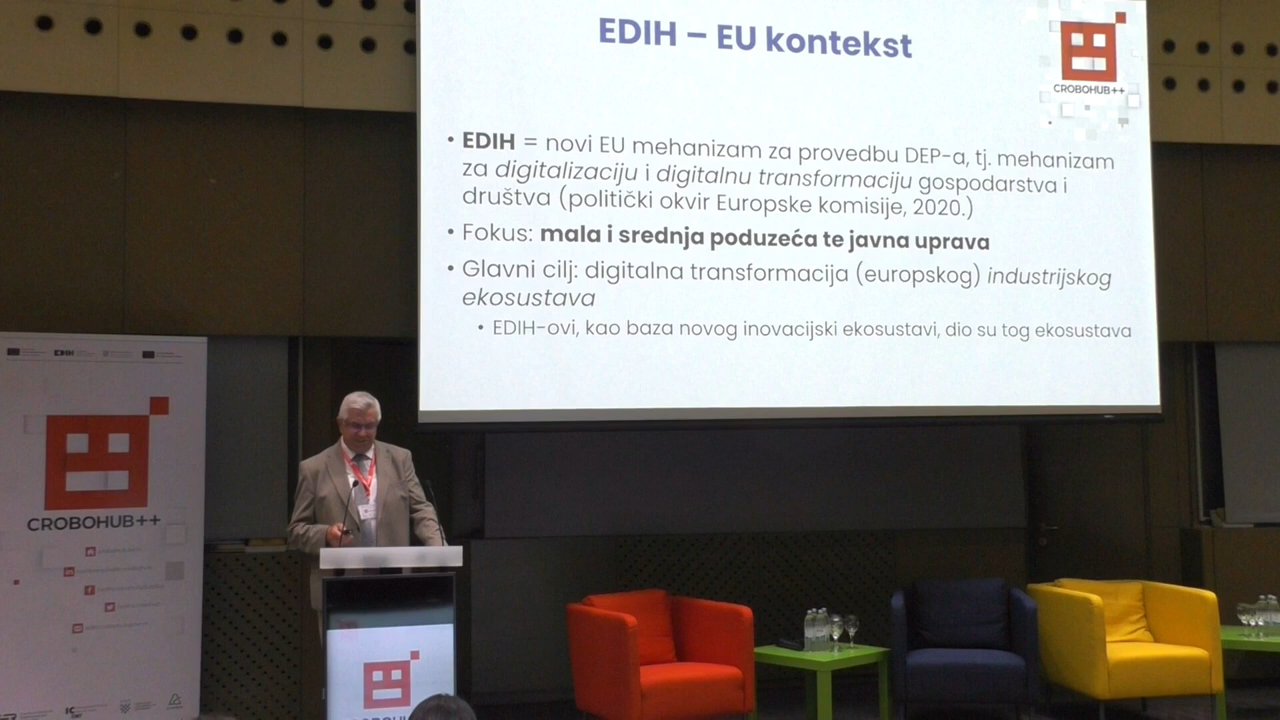 EDIH – EU kontekst
CROBOHUB++
• EDIH = novi EU mehanizam za provedbu DEP-a, tj. mehanizam
za digitalizaciju i digitalnu transformaciju gospodarstva i
društva (politički okvir Europske komisije, 2020.)
• Fokus: mala i srednja poduzeća te javna uprava
• Glavni cilj: digitalna transformacija (europskog) industrijskog
ekosustava
• EDIH-ovi, kao baza novog inovacijski ekosustavi, dio su tog ekosustava
EDIH
CROBOHUB++